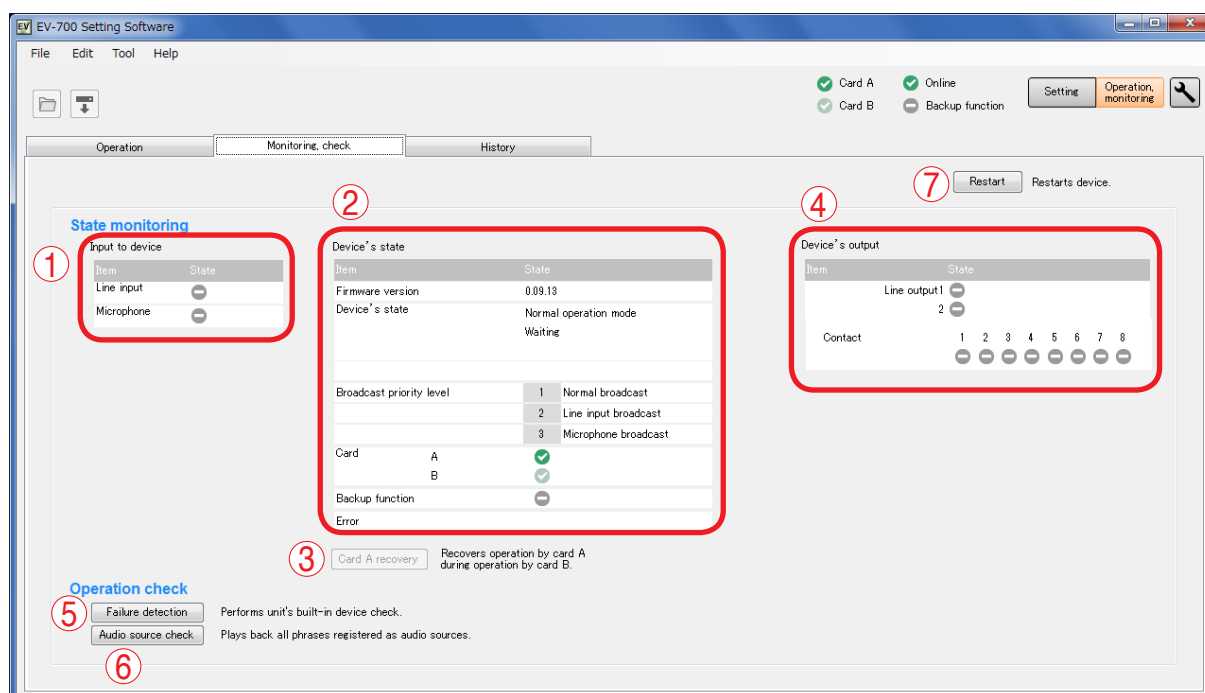 EV EV-700 Setting Software
File Edit Tool Help
Card A Online
Card B Backup function
Setting
Operation,
monitoring
Operation Monitoring, check History
⑦ Restart Restarts device.
State monitoring
①
Input to device
Item State
Line input
Microphone
②
Device's state
Item State
Firmware version 0.09.13
Device's state Normal operation mode
Waiting
Broadcast priority level 1 Normal broadcast
2 Line input broadcast
3 Microphone broadcast
Card A
B
Backup function
Error
④
Device's output
Item State
Line output1
2
Contact 1 2 3 4 5 6 7 8
③ Card A recovery Recovers operation by card A
during operation by card B.
Operation check
⑤ Failure detection Performs unit's built-in device check.
Audio source check Plays back all phrases registered as audio sources.
⑥